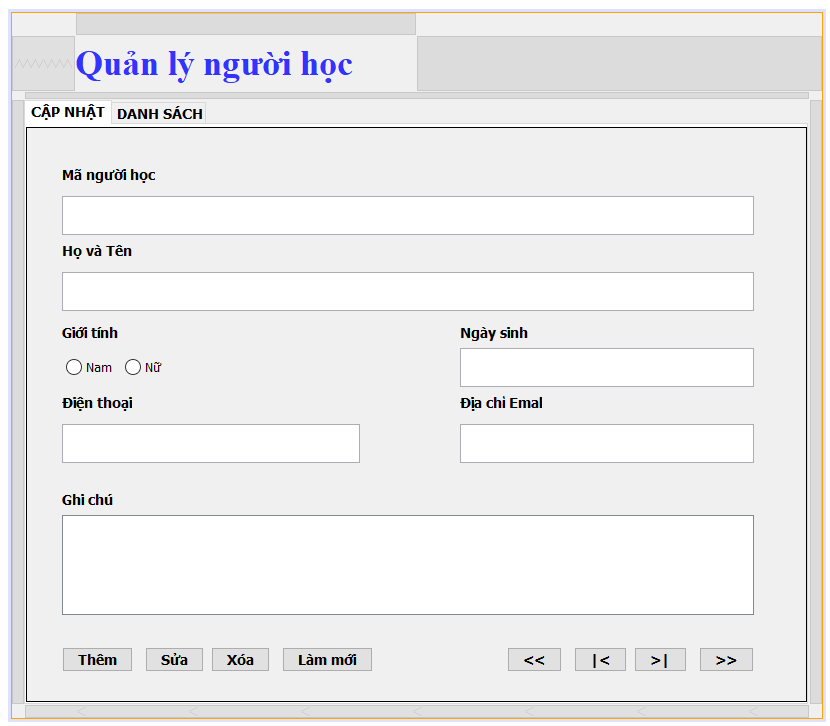 Quản lý người học
CẬP NHẬT DANH SÁCH
Mã người học
Họ và Tên
Giới tính Ngày sinh
Nam Nữ
Điện thoại Địa chỉ Emal
Ghi chú
Thêm Sửa Xóa Làm mới << |< >| >>